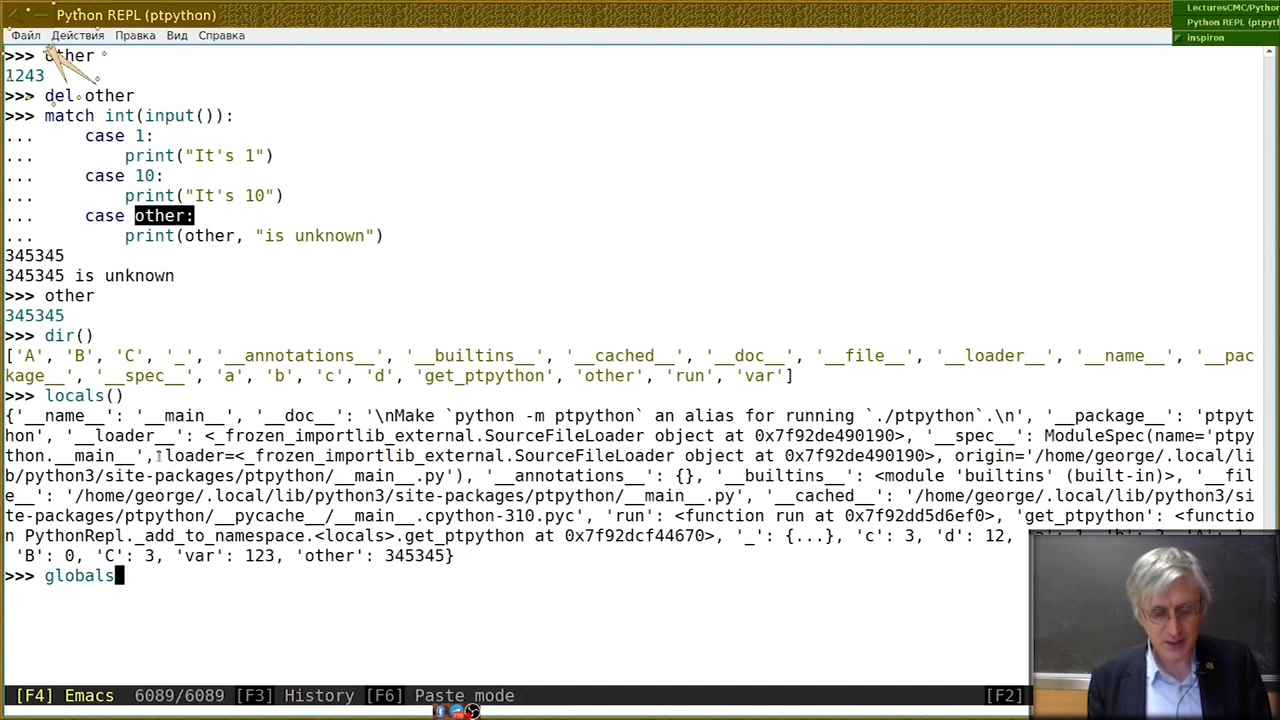 Python REPL (ptpython)
LecturesCMC/Python
Python REPL (ptpy
inspiron
Файл Действия Правка Вид Справка
>>> other
1243
>>> del other
>>> match int(input()):
... case 1:
... print("It's 1")
... case 10:
... print("It's 10")
... case other:
... print(other, "is unknown")
345345
345345 is unknown
>>> other
345345
>>> dir()
['A', 'B', 'C', '_', '__annotations__', '__builtins__', '__cached__', '__doc__', '__file__', '__loader__', '__name__', '__pac
kage__', '__spec__', 'a', 'b', 'c', 'd', 'get_ptpython', 'other', 'run', 'var']
>>> locals()
{'__name__': '__main__', '__doc__': '\nMake `python -m ptpython` an alias for running `./ptpython`.\n', '__package__': 'ptpyt
hon', '__loader__': <_frozen_importlib_external.SourceFileLoader object at 0x7f92de490190>, '__spec__': ModuleSpec(name='ptpy
thon.__main__', loader=<_frozen_importlib_external.SourceFileLoader object at 0x7f92de490190>, origin='/home/george/.local/li
b/python3/site-packages/ptpython/__main__.py'), '__annotations__': {}, '__builtins__': <module 'builtins' (built-in)>, '__fil
e__': '/home/george/.local/lib/python3/site-packages/ptpython/__main__.py', '__cached__': '/home/george/.local/lib/python3/si
te-packages/ptpython/__pycache__/__main__.cpython-310.pyc', 'run': <function run at 0x7f92dd5d6ef0>, 'get_ptpython': <functio
n PythonRepl._add_to_namespace.<locals>.get_ptpython at 0x7f92dcf44670>, '_': {...}, 'c': 3, 'd': 12,
'B': 0, 'C': 3, 'var': 123, 'other': 345345}
>>> globals
[F4] Emacs 6089/6089 [F3] History [F6] Paste mode [F2]